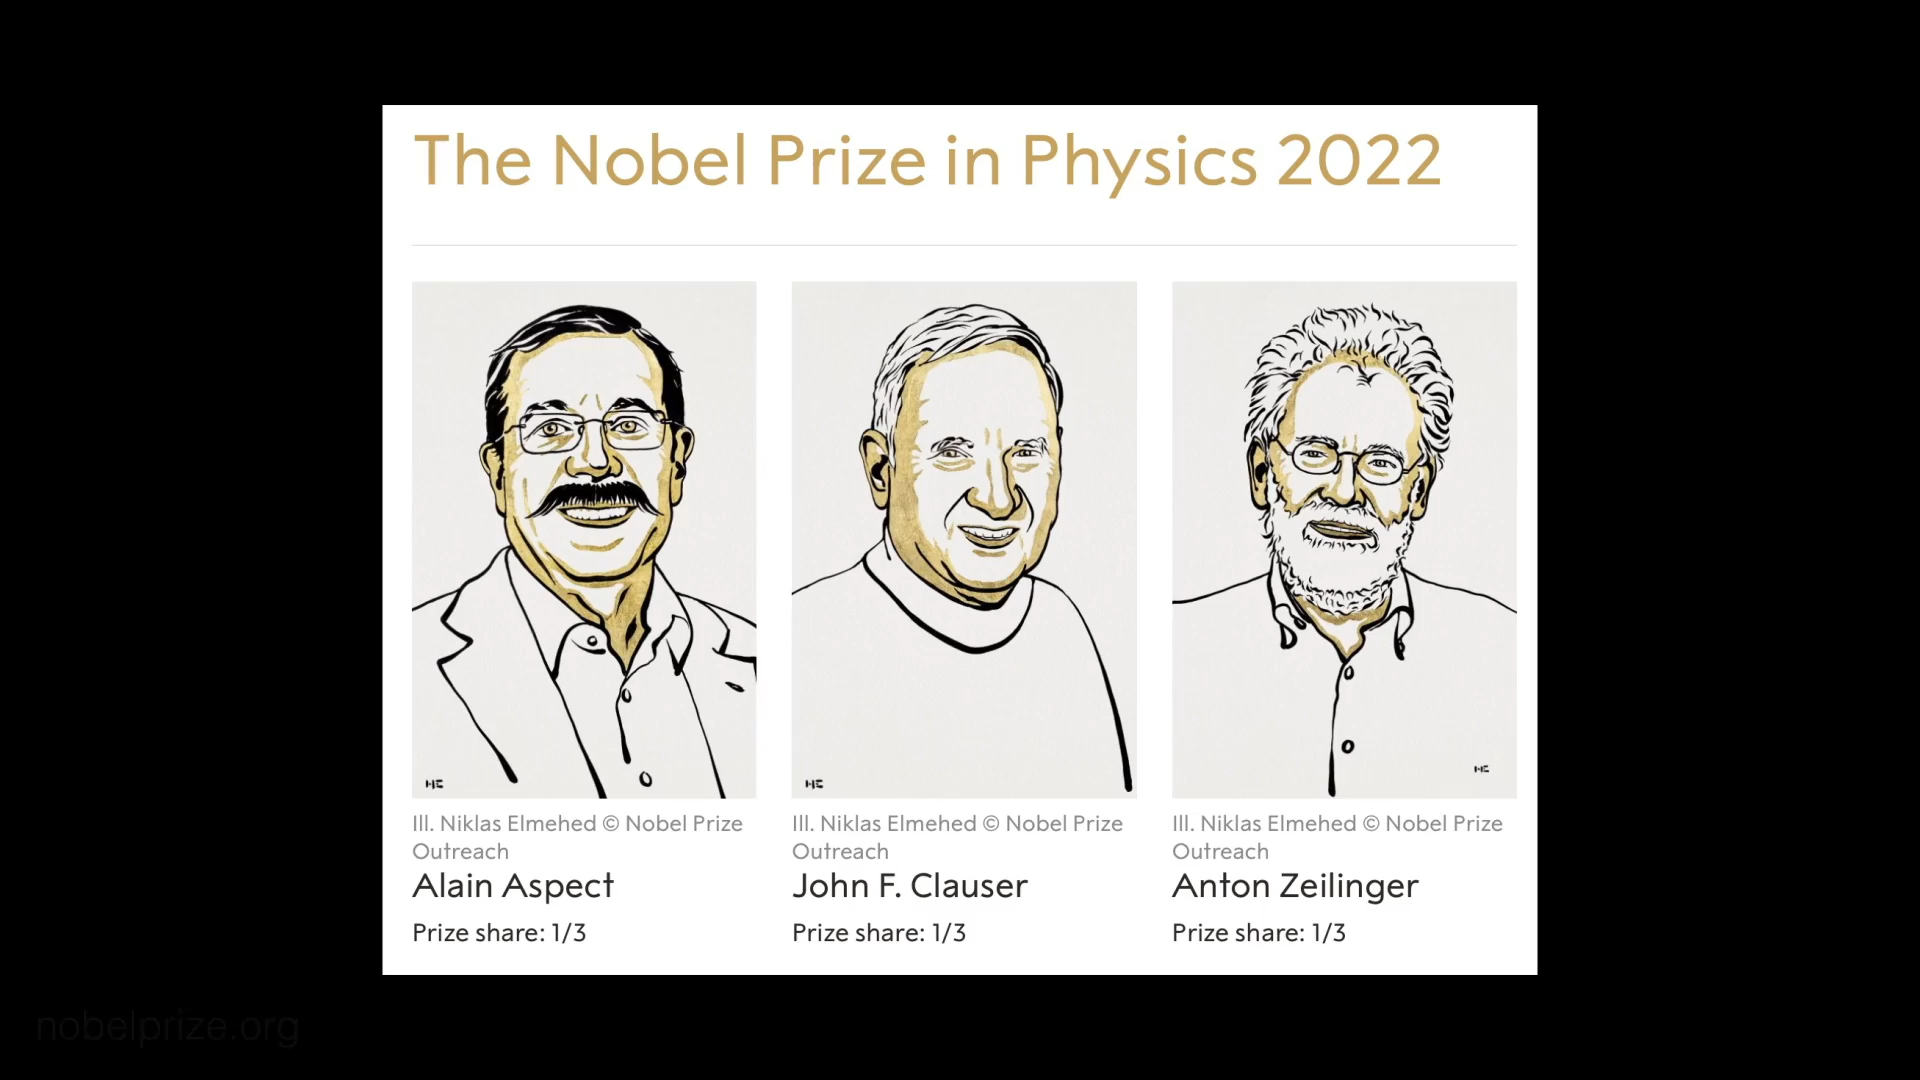 The Nobel Prize in Physics 2022
Ill. Niklas Elmehed © Nobel Prize
Outreach
Alain Aspect
Prize share: 1/3
Ill. Niklas Elmehed © Nobel Prize
Outreach
John F. Clauser
Prize share: 1/3
Ill. Niklas Elmehed © Nobel Prize
Outreach
Anton Zeilinger
Prize share: 1/3
nobelprize.org